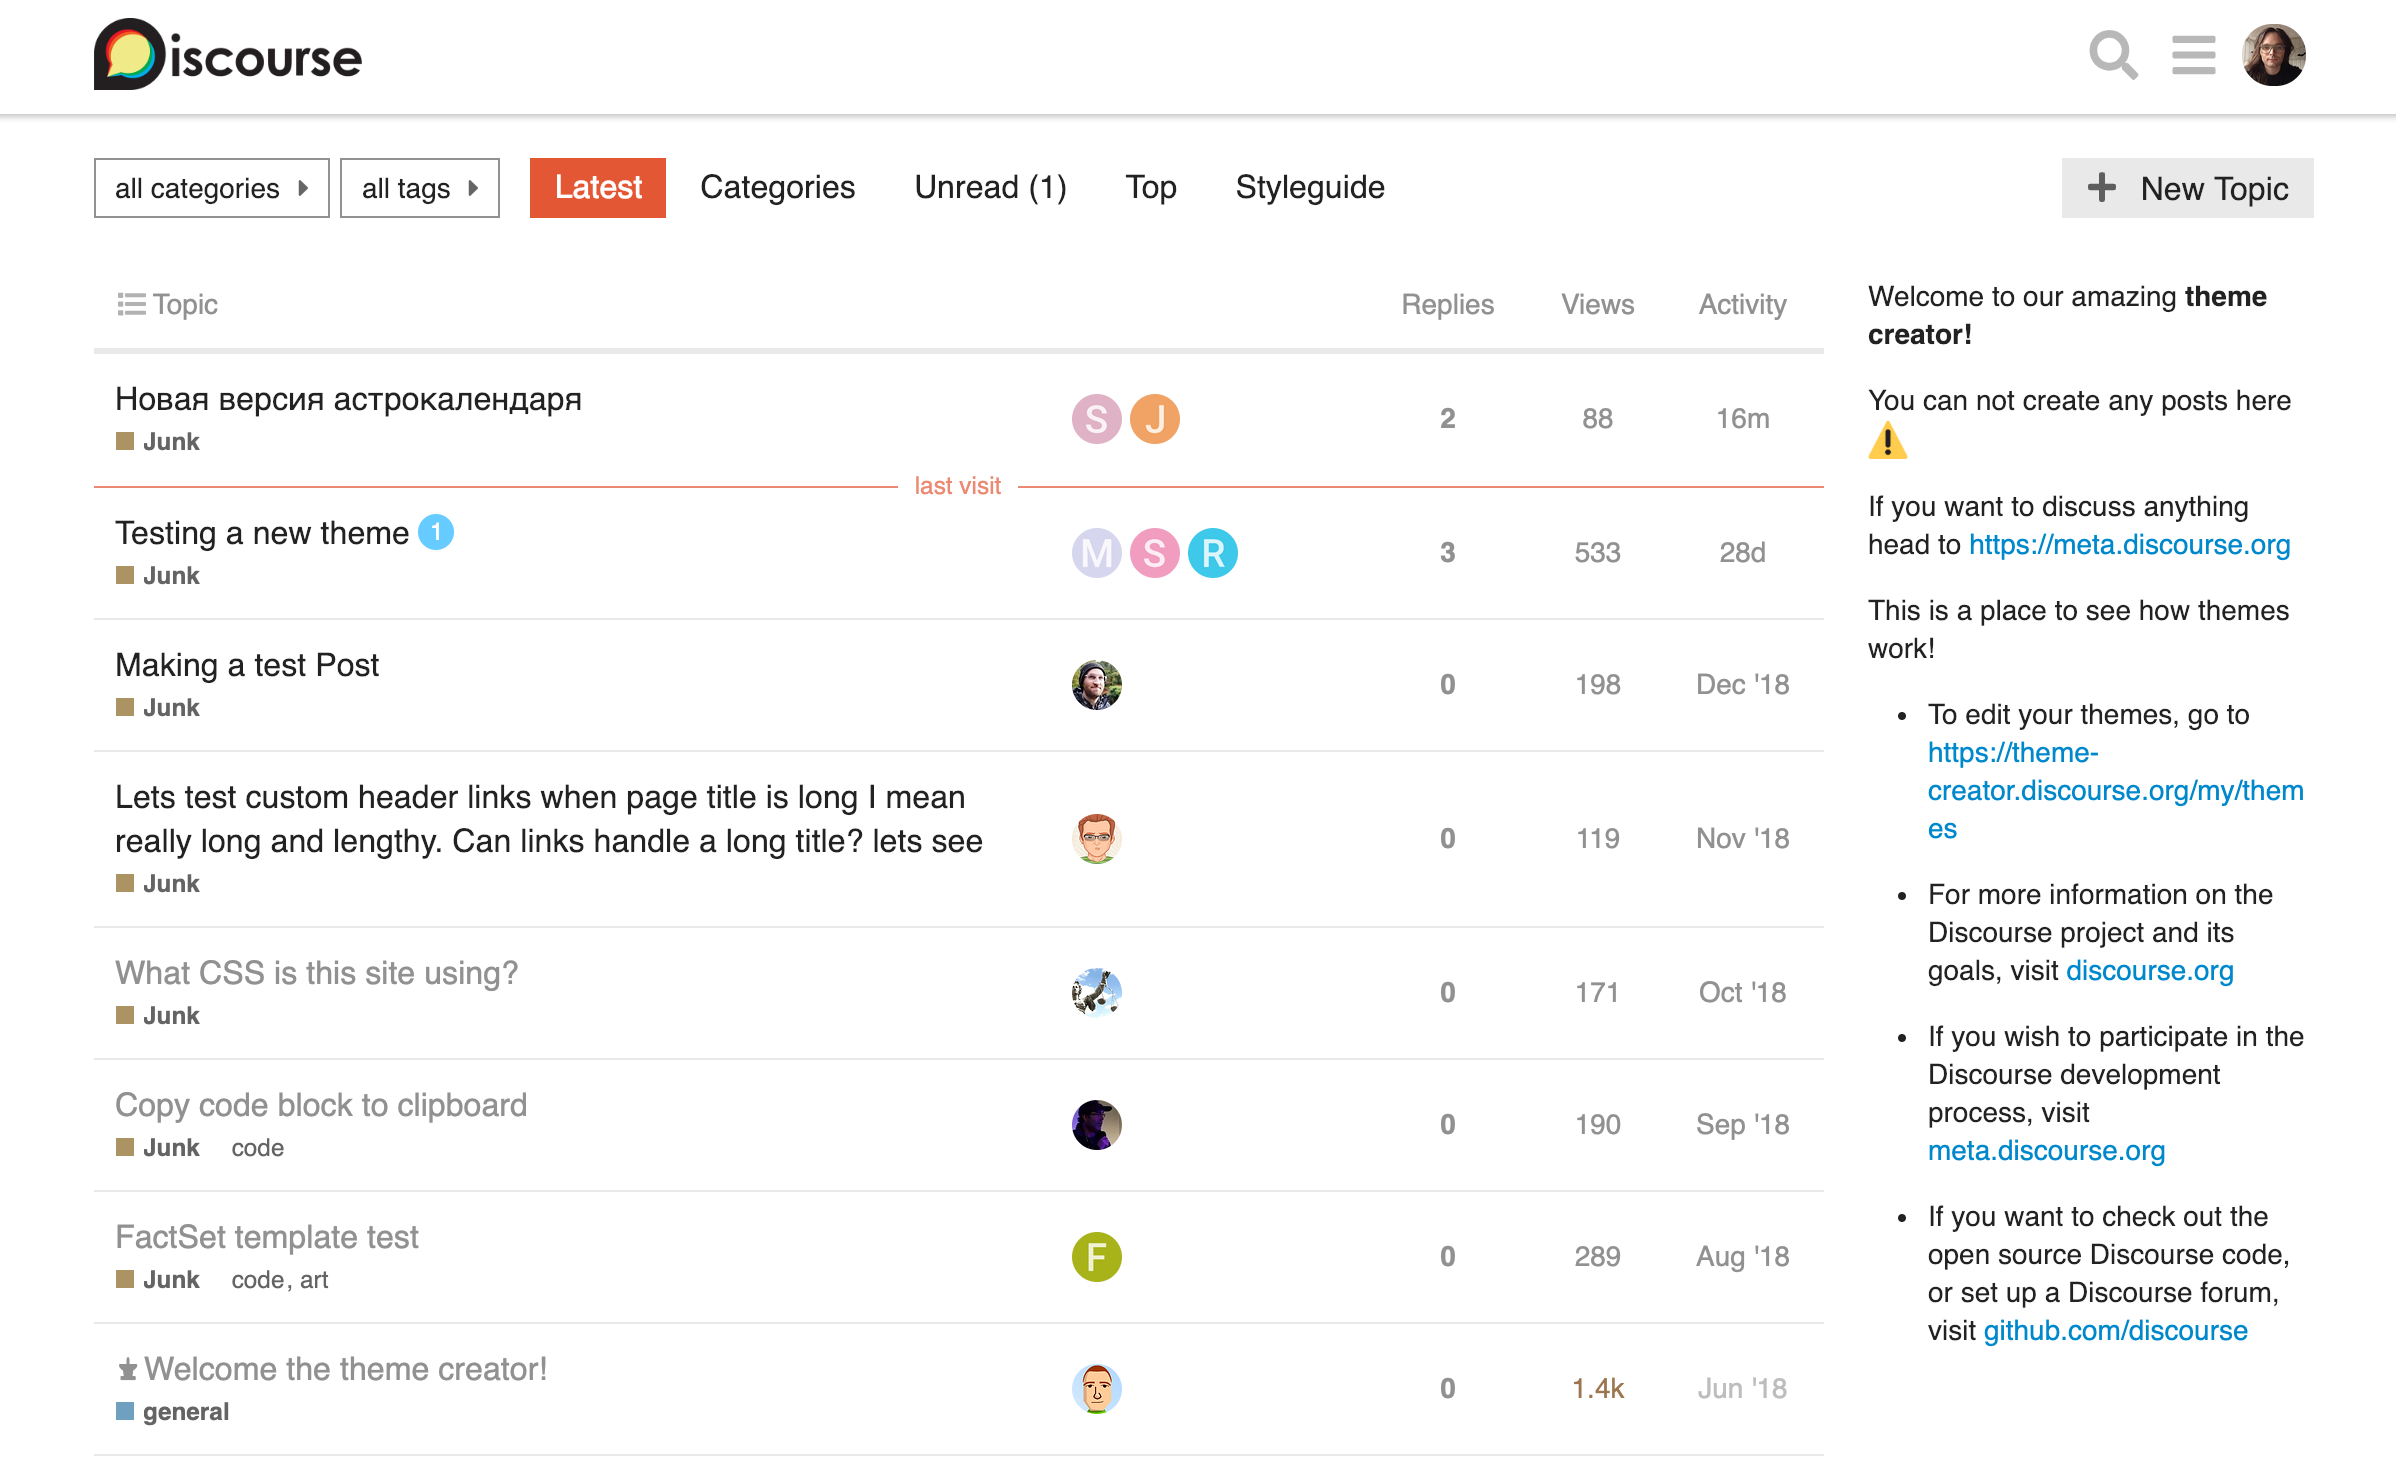 Discourse
all categories
all tags
Latest
Categories
Unread (1)
Top
Styleguide
New Topic
Topic
Replies
Views
Activity
Новая версия астрокалендаря
S J
2
88
16m
Junk
last visit
Testing a new theme 1
M S R
3
533
28d
Junk
Making a test Post
0
198
Dec '18
Junk
Lets test custom header links when page title is long I mean
really long and lengthy. Can links handle a long title? lets see
0
119
Nov '18
Junk
What CSS is this site using?
0
171
Oct '18
Junk
Copy code block to clipboard
0
190
Sep '18
Junk code
FactSet template test
F
0
289
Aug '18
Junk code, art
Welcome the theme creator!
0
1.4k
Jun '18
general
Welcome to our amazing theme
creator!
You can not create any posts here
If you want to discuss anything
head to https://meta.discourse.org
This is a place to see how themes
work!
• To edit your themes, go to
https://theme-
creator.discourse.org/my/them
es
• For more information on the
Discourse project and its
goals, visit discourse.org
• If you wish to participate in the
Discourse development
process, visit
meta.discourse.org
• If you want to check out the
open source Discourse code,
or set up a Discourse forum,
visit github.com/discourse